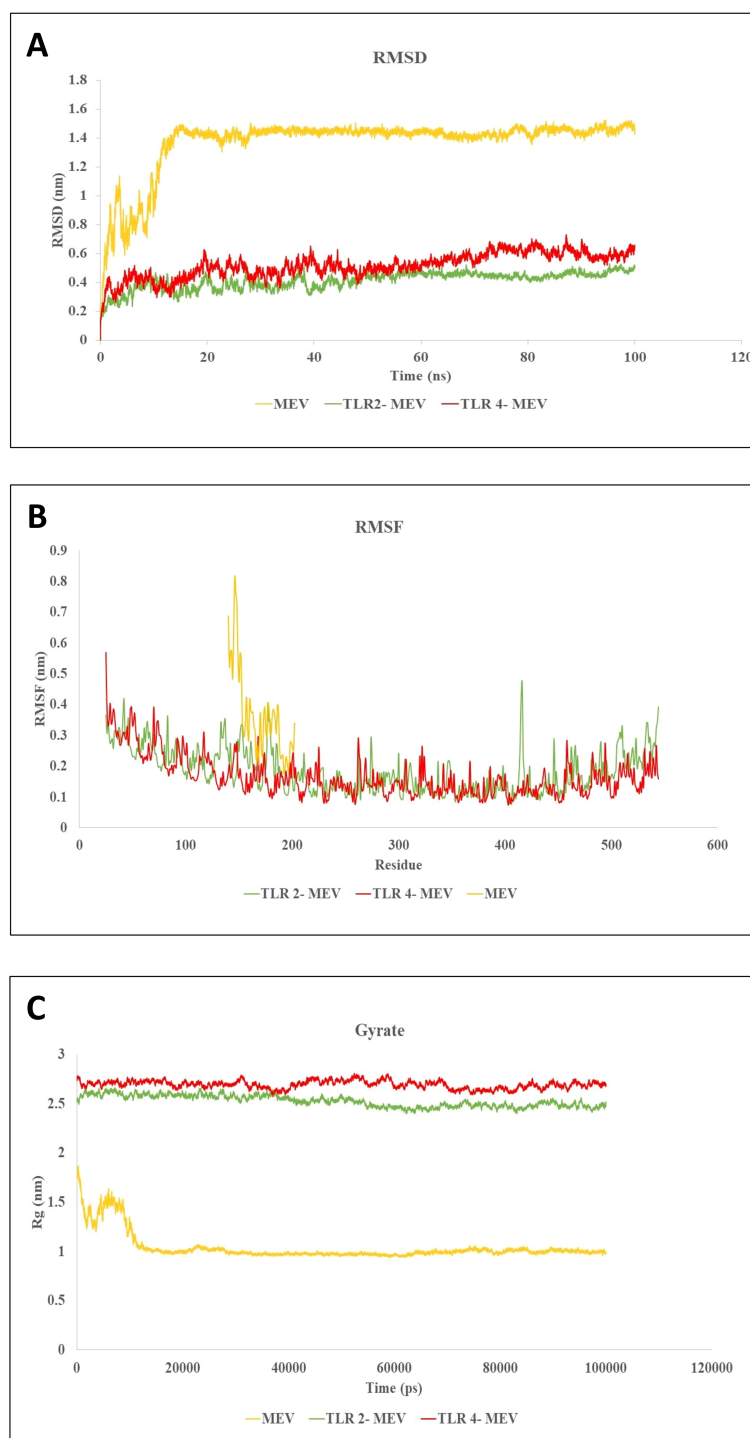 A
RMSD
1.8
1.6
1.4
1.2
1
0.8
0.6
0.4
0.2
0
RMSD (nm)
0 20 40 60 80 100 120
Time (ns)
MEV TLR2- MEV TLR 4- MEV
B
RMSF
0.9
0.8
0.7
0.6
0.5
0.4
0.3
0.2
0.1
0
RMSF (nm)
0 100 200 300 400 500 600
Residue
TLR 2- MEV TLR 4- MEV MEV
C
Gyrate
3
2.5
2
1.5
1
0.5
0
Rg (nm)
0 20000 40000 60000 80000 100000 120000
Time (ps)
MEV TLR 2- MEV TLR 4- MEV